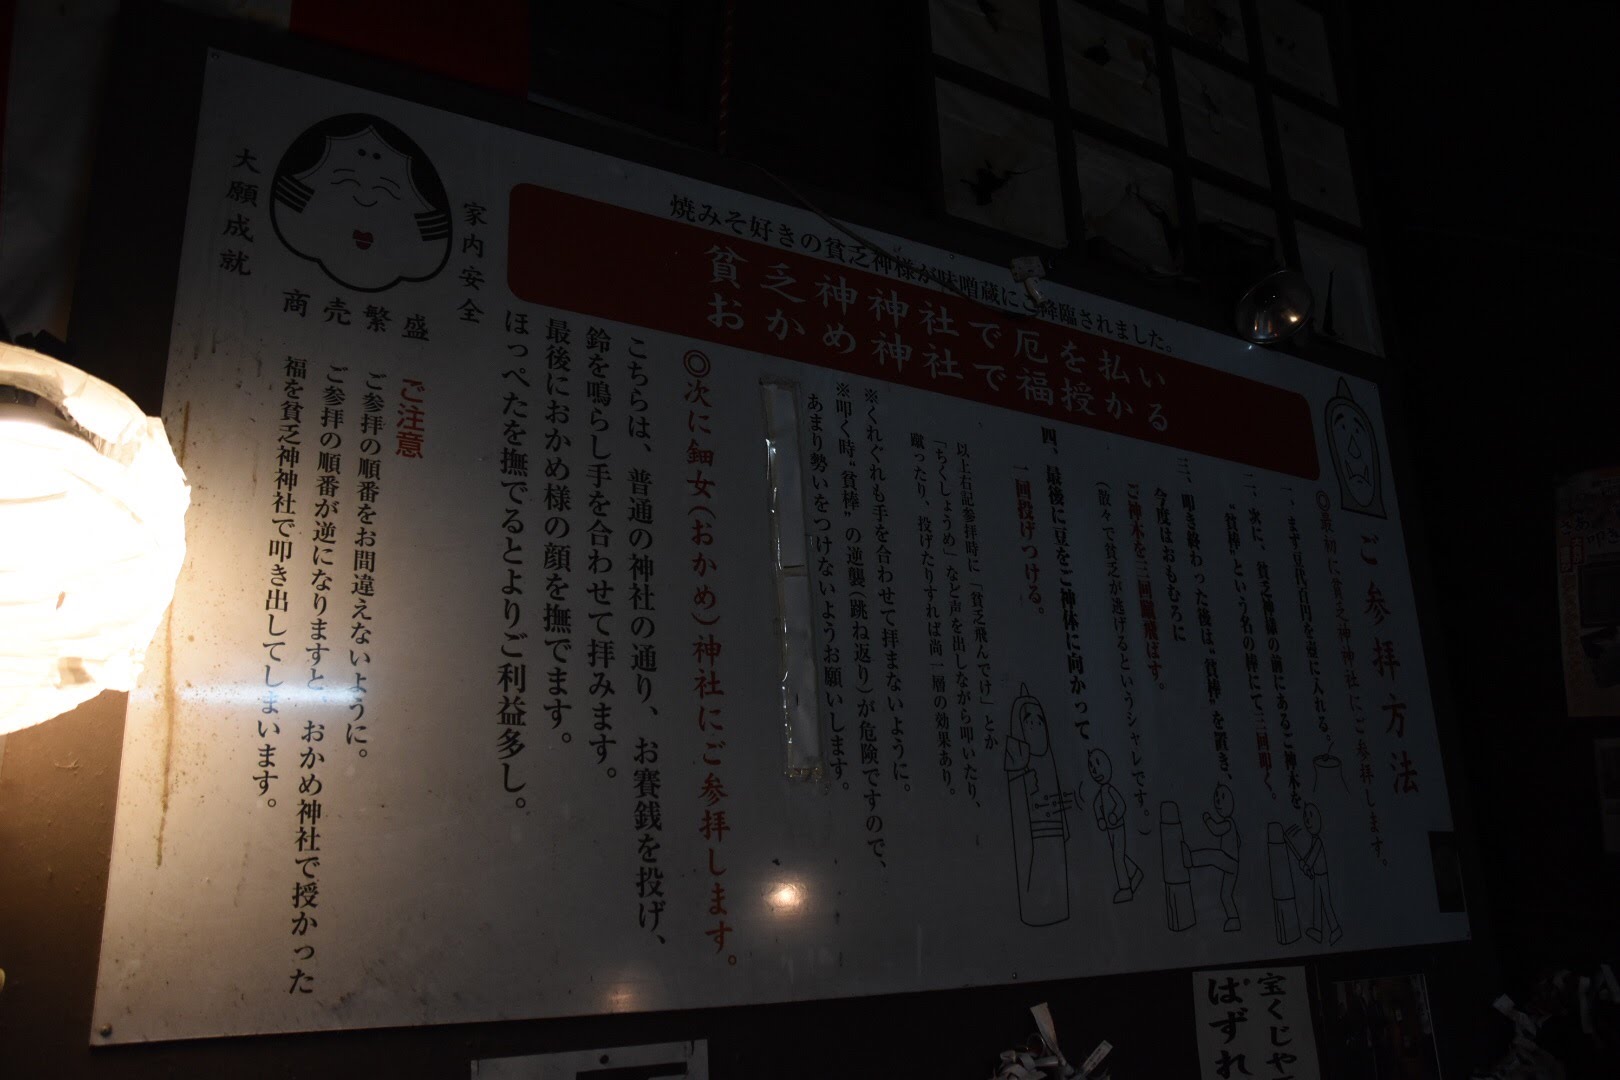 焼みそ好きの貧乏神様が味噌蔵にご降臨されました。
貧乏神神社で厄を払い
おかめ神社で福授かる
ご参拝方法
◎最初に貧乏神神社にご参拝します。
一、まず豆代百円を壺に入れる。
二、次に、貧乏神様の前にあるご神木を
“貧棒”という名の棒にて三回叩く。
三、叩き終わった後は“貧棒”を置き、
今度はおもむろに
ご神木を三回蹴飛ばす。
(散々で貧乏が逃げるというシャレです。)
四、最後に豆をご神体に向かって
一回投げつける。
以上右記参拝時に「貧乏飛んでけ」とか
「ちくしょうめ」など声を出しながら叩いたり、
蹴ったり、投げたりすれば尚一層の効果あり。
※くれぐれも手を合わせて拝まないように。
※叩く時“貧棒”の逆襲(跳ね返り)が危険ですので、
あまり勢いをつけないようお願いします。
◎次に鈿女(おかめ)神社にご参拝します。
こちらは、普通の神社の通り、お賽銭を投げ、
鈴を鳴らし手を合わせて拝みます。
最後におかめ様の顔を撫でます。
ほっぺたを撫でるとよりご利益多し。
家内安全
商売繁盛
大願成就
ご注意
ご参拝の順番をお間違えないように。
ご参拝の順番が逆になりますと、おかめ神社で授かった
福を貧乏神神社で叩き出してしまいます。
宝くじや
はずれ